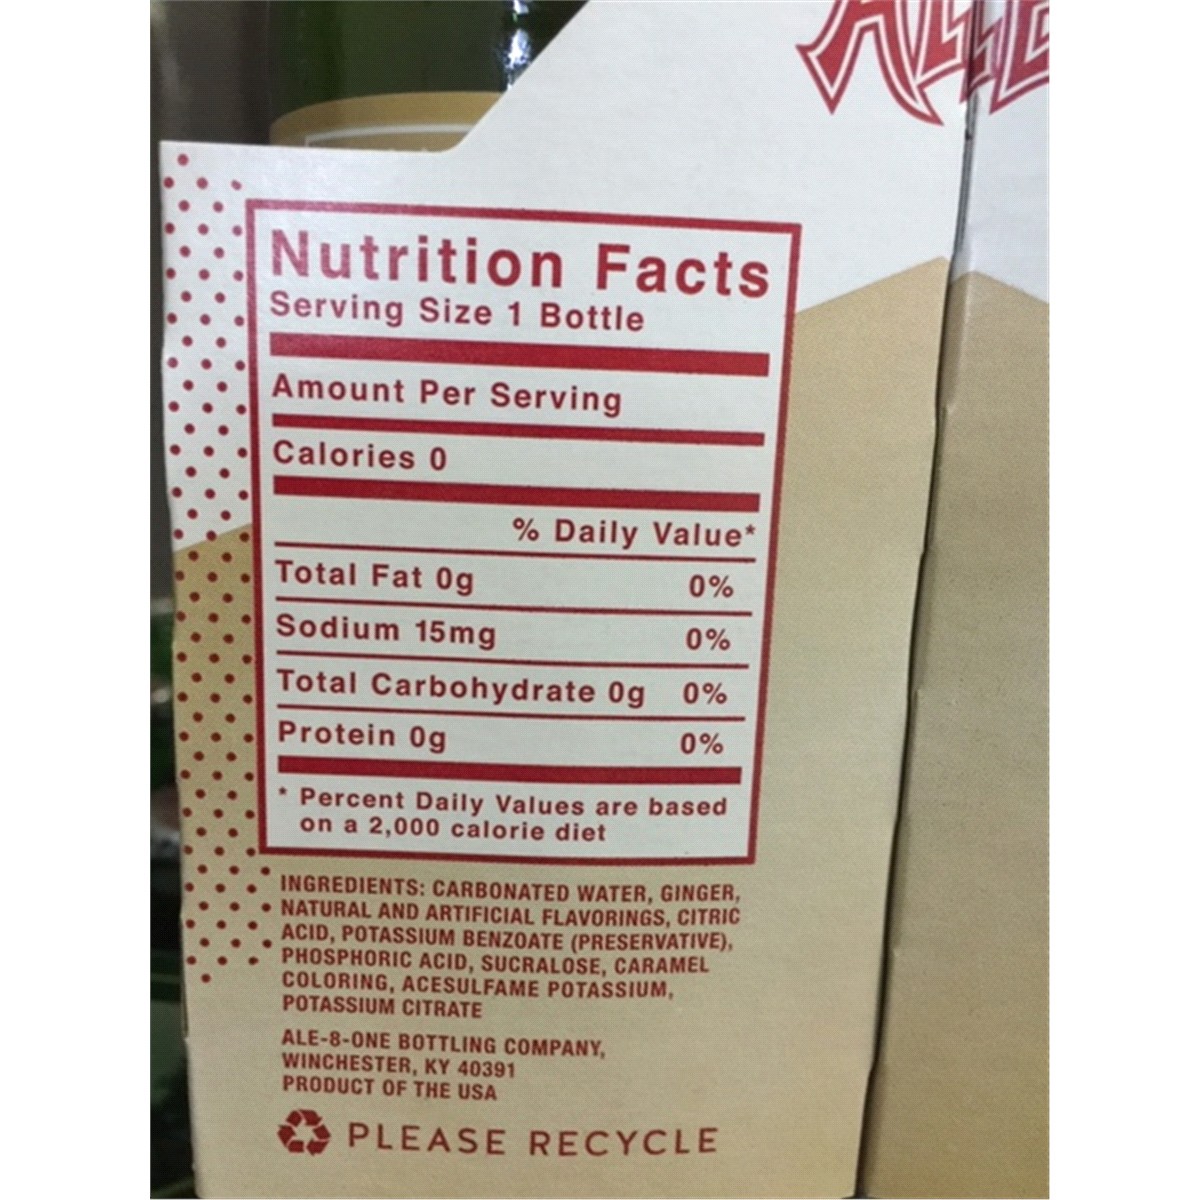 Nutrition Facts
Serving Size 1 Bottle
Amount Per Serving
Calories 0
% Daily Value*
Total Fat 0g 0%
Sodium 15mg 0%
Total Carbohydrate 0g 0%
Protein 0g 0%
* Percent Daily Values are based
on a 2,000 calorie diet
INGREDIENTS: CARBONATED WATER, GINGER,
NATURAL AND ARTIFICIAL FLAVORINGS, CITRIC
ACID, POTASSIUM BENZOATE (PRESERVATIVE),
PHOSPHORIC ACID, SUCRALOSE, CARAMEL
COLORING, ACESULFAME POTASSIUM,
POTASSIUM CITRATE
ALE-8-ONE BOTTLING COMPANY,
WINCHESTER, KY 40391
PRODUCT OF THE USA
PLEASE RECYCLE